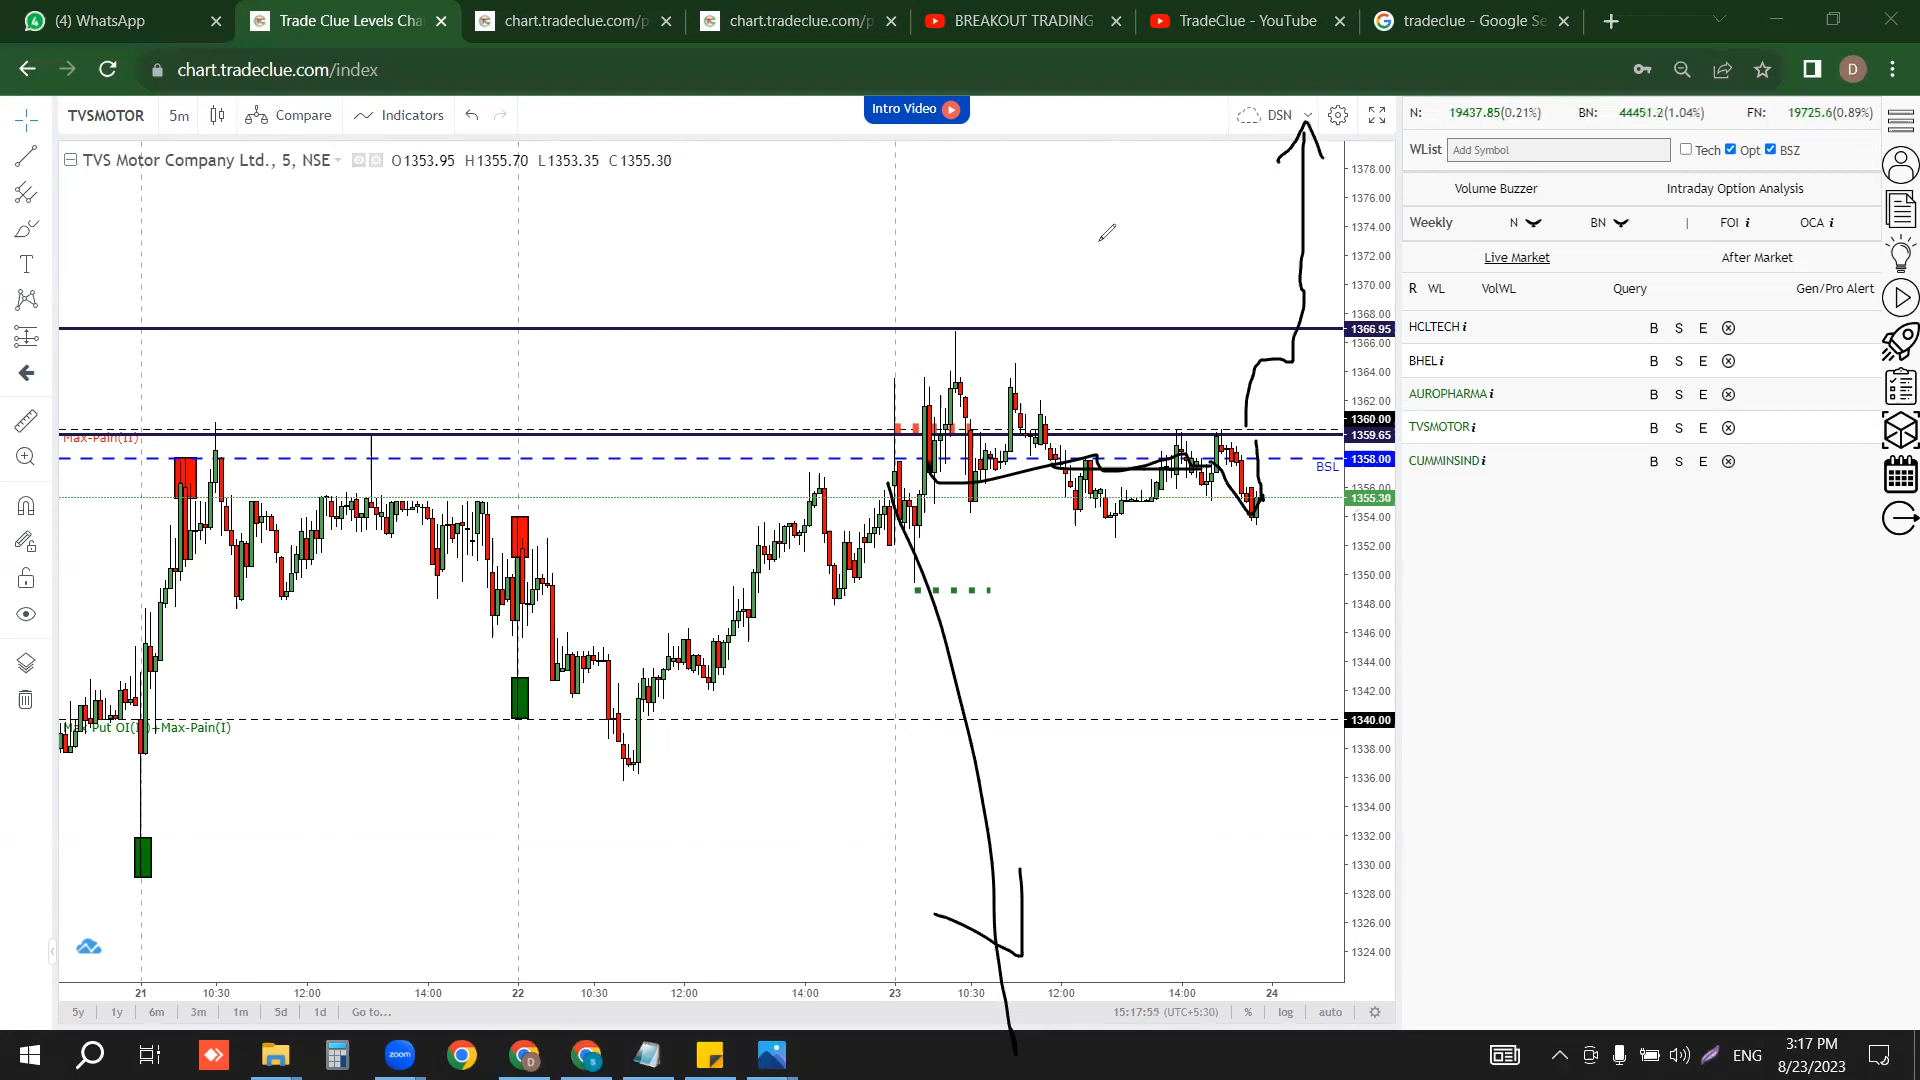 (4) WhatsApp
Trade Clue Levels Cha
chart.tradeclue.com/p
chart.tradeclue.com/p
BREAKOUT TRADING
TradeClue - YouTube
tradeclue - Google Se
chart.tradeclue.com/index
D
TVSMOTOR
5m
Compare
Indicators
Intro Video
DSN
TVS Motor Company Ltd., 5, NSE
O1353.95 H1355.70 L1353.35 C1355.30
N: 19437.85(0.21%) BN: 44451.2(1.04%) FN: 19725.6(0.89%)
WList Add Symbol Tech Opt BSZ
Volume Buzzer Intraday Option Analysis
Weekly N BN | FOI i OCA i
Live Market After Market
R WL VolWL Query Gen/Pro Alert
HCLTECH i B S E
BHEL i B S E
AUROPHARMA i B S E
TVSMOTOR i B S E
CUMMINSIND i B S E
1378.00
1376.00
1374.00
1372.00
1370.00
1368.00
1366.95
1366.00
1364.00
1362.00
1360.00
1359.65
1358.00
1356.00
1355.30
1354.00
1352.00
1350.00
1348.00
1346.00
1344.00
1342.00
1340.00
1338.00
1336.00
1334.00
1332.00
1330.00
1328.00
1326.00
1324.00
Max-Pain(II)
BSL
Max-Pain(I)
21 10:30 12:00 14:00 22 10:30 12:00 14:00 23 10:30 12:00 14:00 24
5y 1y 6m 3m 1m 5d 1d Go to...
15:17:55 (UTC+5:30) % log auto
zoom
D
S
ENG
3:17 PM
8/23/2023